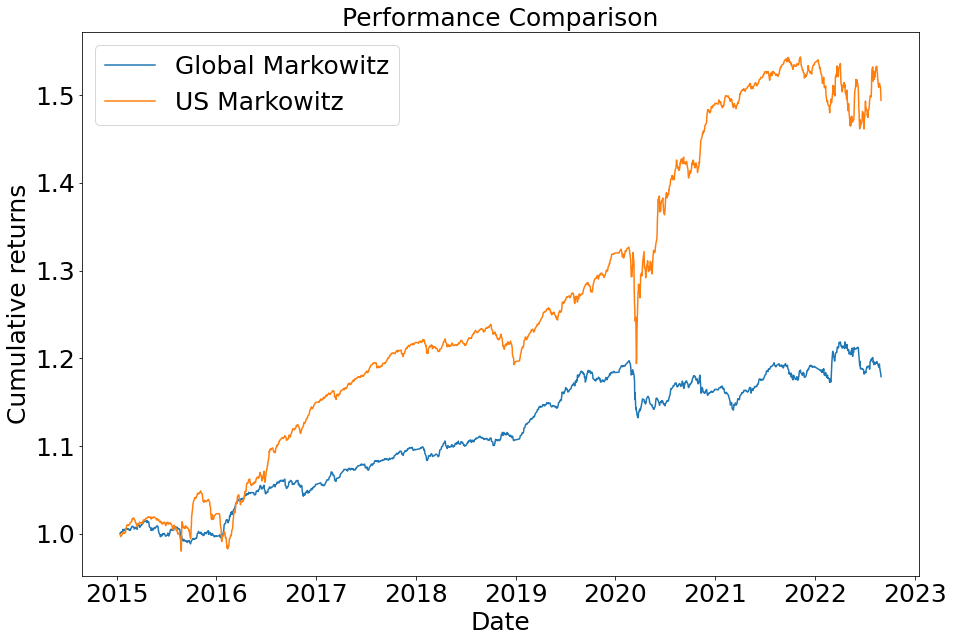 Performance Comparison
Global Markowitz
US Markowitz
Cumulative returns
1.5
1.4
1.3
1.2
1.1
1.0
2015 2016 2017 2018 2019 2020 2021 2022 2023
Date